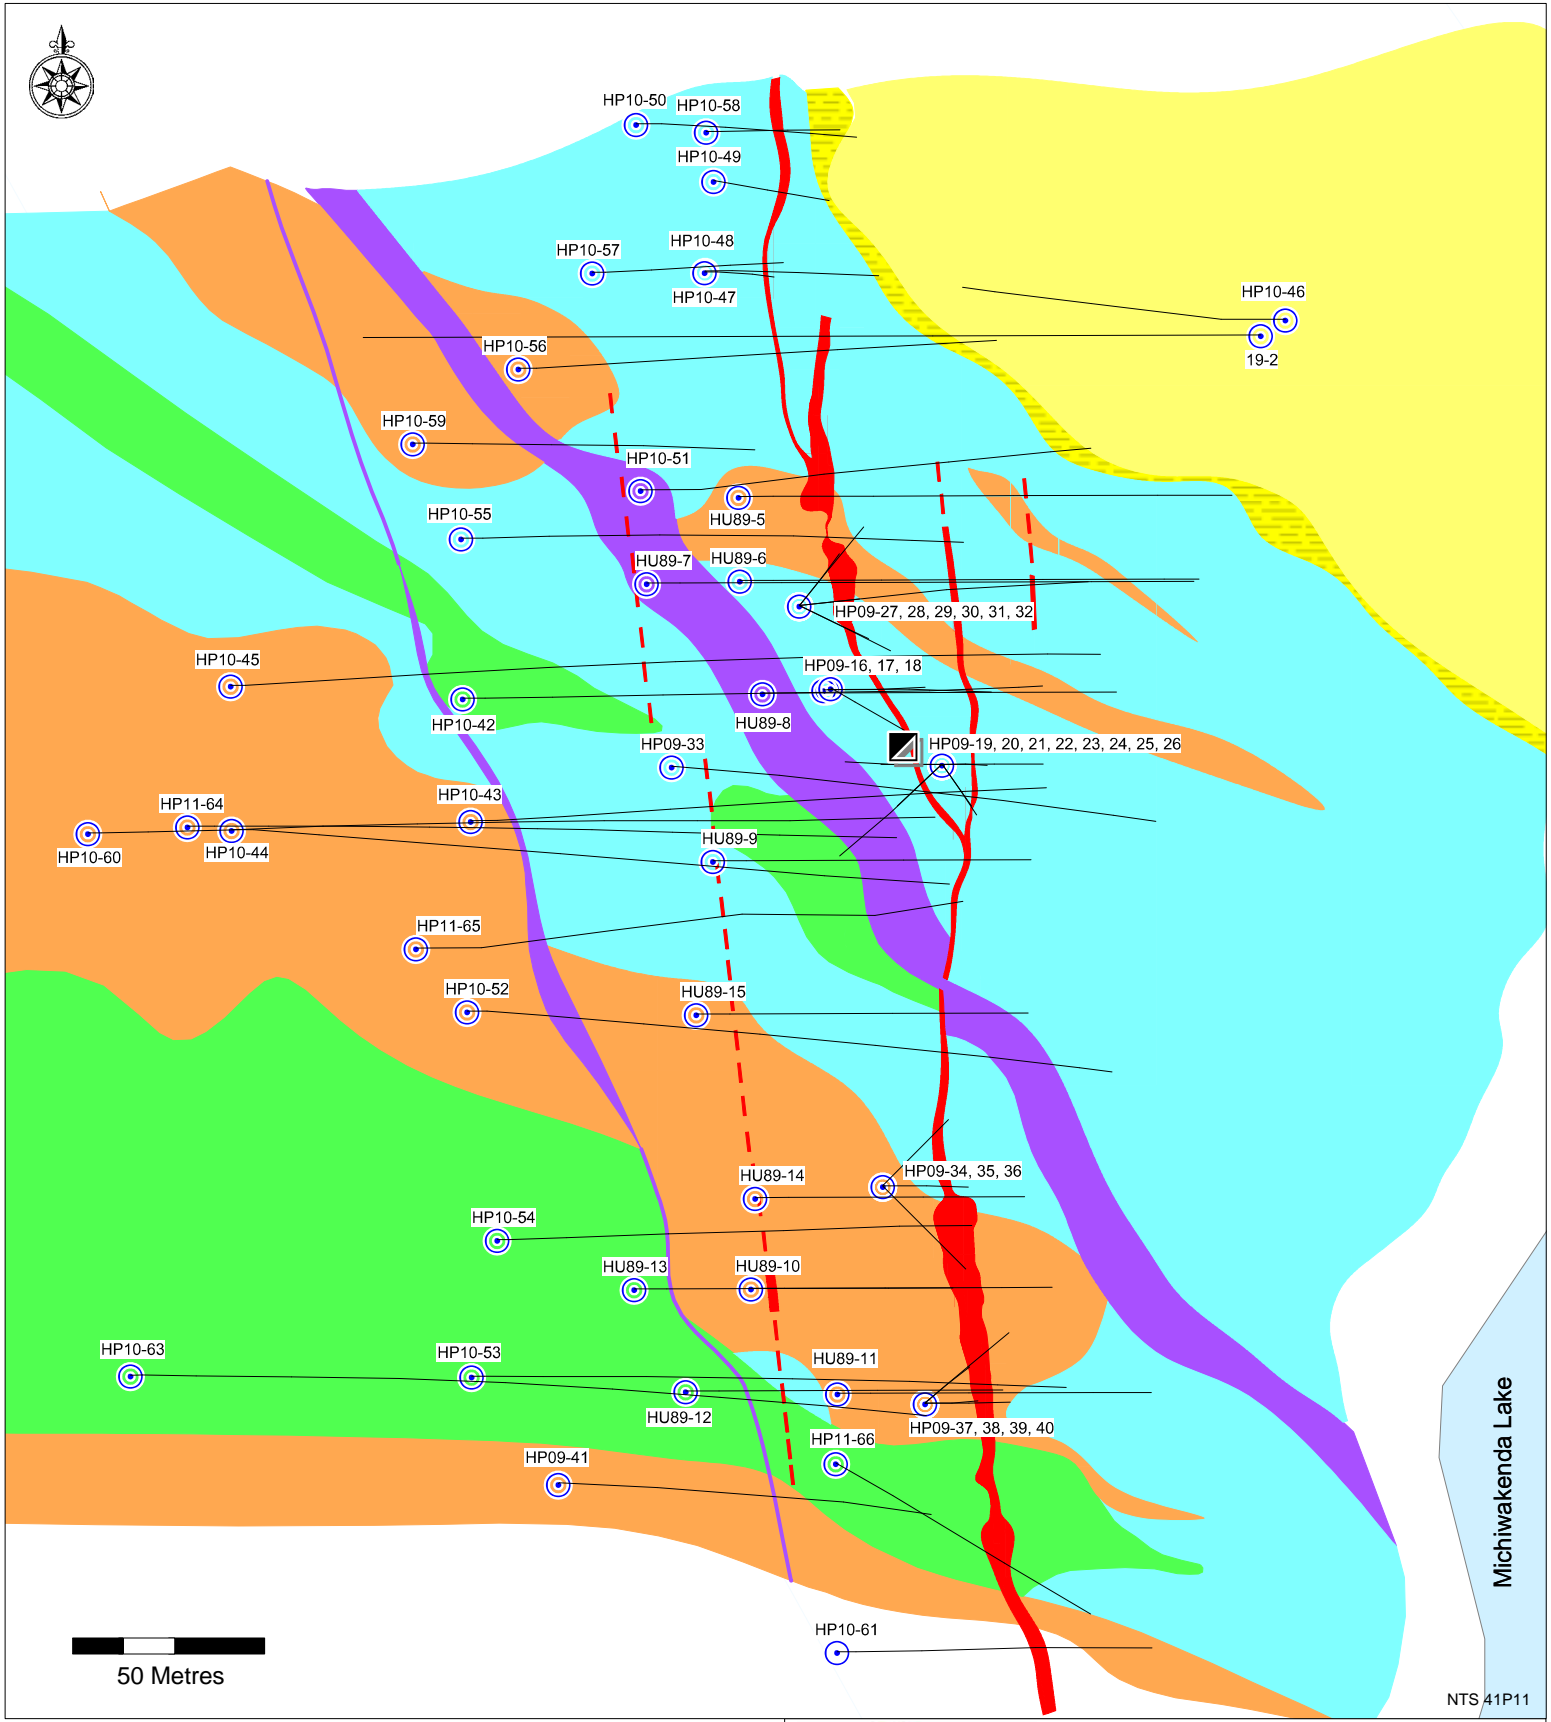 HP10-50
HP10-58
HP10-49
HP10-57
HP10-48
HP10-47
HP10-46
19-2
HP10-56
HP10-59
HP10-51
HU89-5
HP10-55
HU89-7
HU89-6
HP09-27, 28, 29, 30, 31, 32
HP10-45
HP09-16, 17, 18
HP10-42
HU89-8
HP09-33
HP09-19, 20, 21, 22, 23, 24, 25, 26
HP10-43
HP11-64
HP10-60
HP10-44
HU89-9
HP11-65
HP10-52
HU89-15
HP09-34, 35, 36
HU89-14
HP10-54
HU89-13
HU89-10
HP10-63
HP10-53
HU89-11
HU89-12
HP09-37, 38, 39, 40
HP11-66
HP09-41
Michiwakenda Lake
HP10-61
50 Metres
NTS 41P11